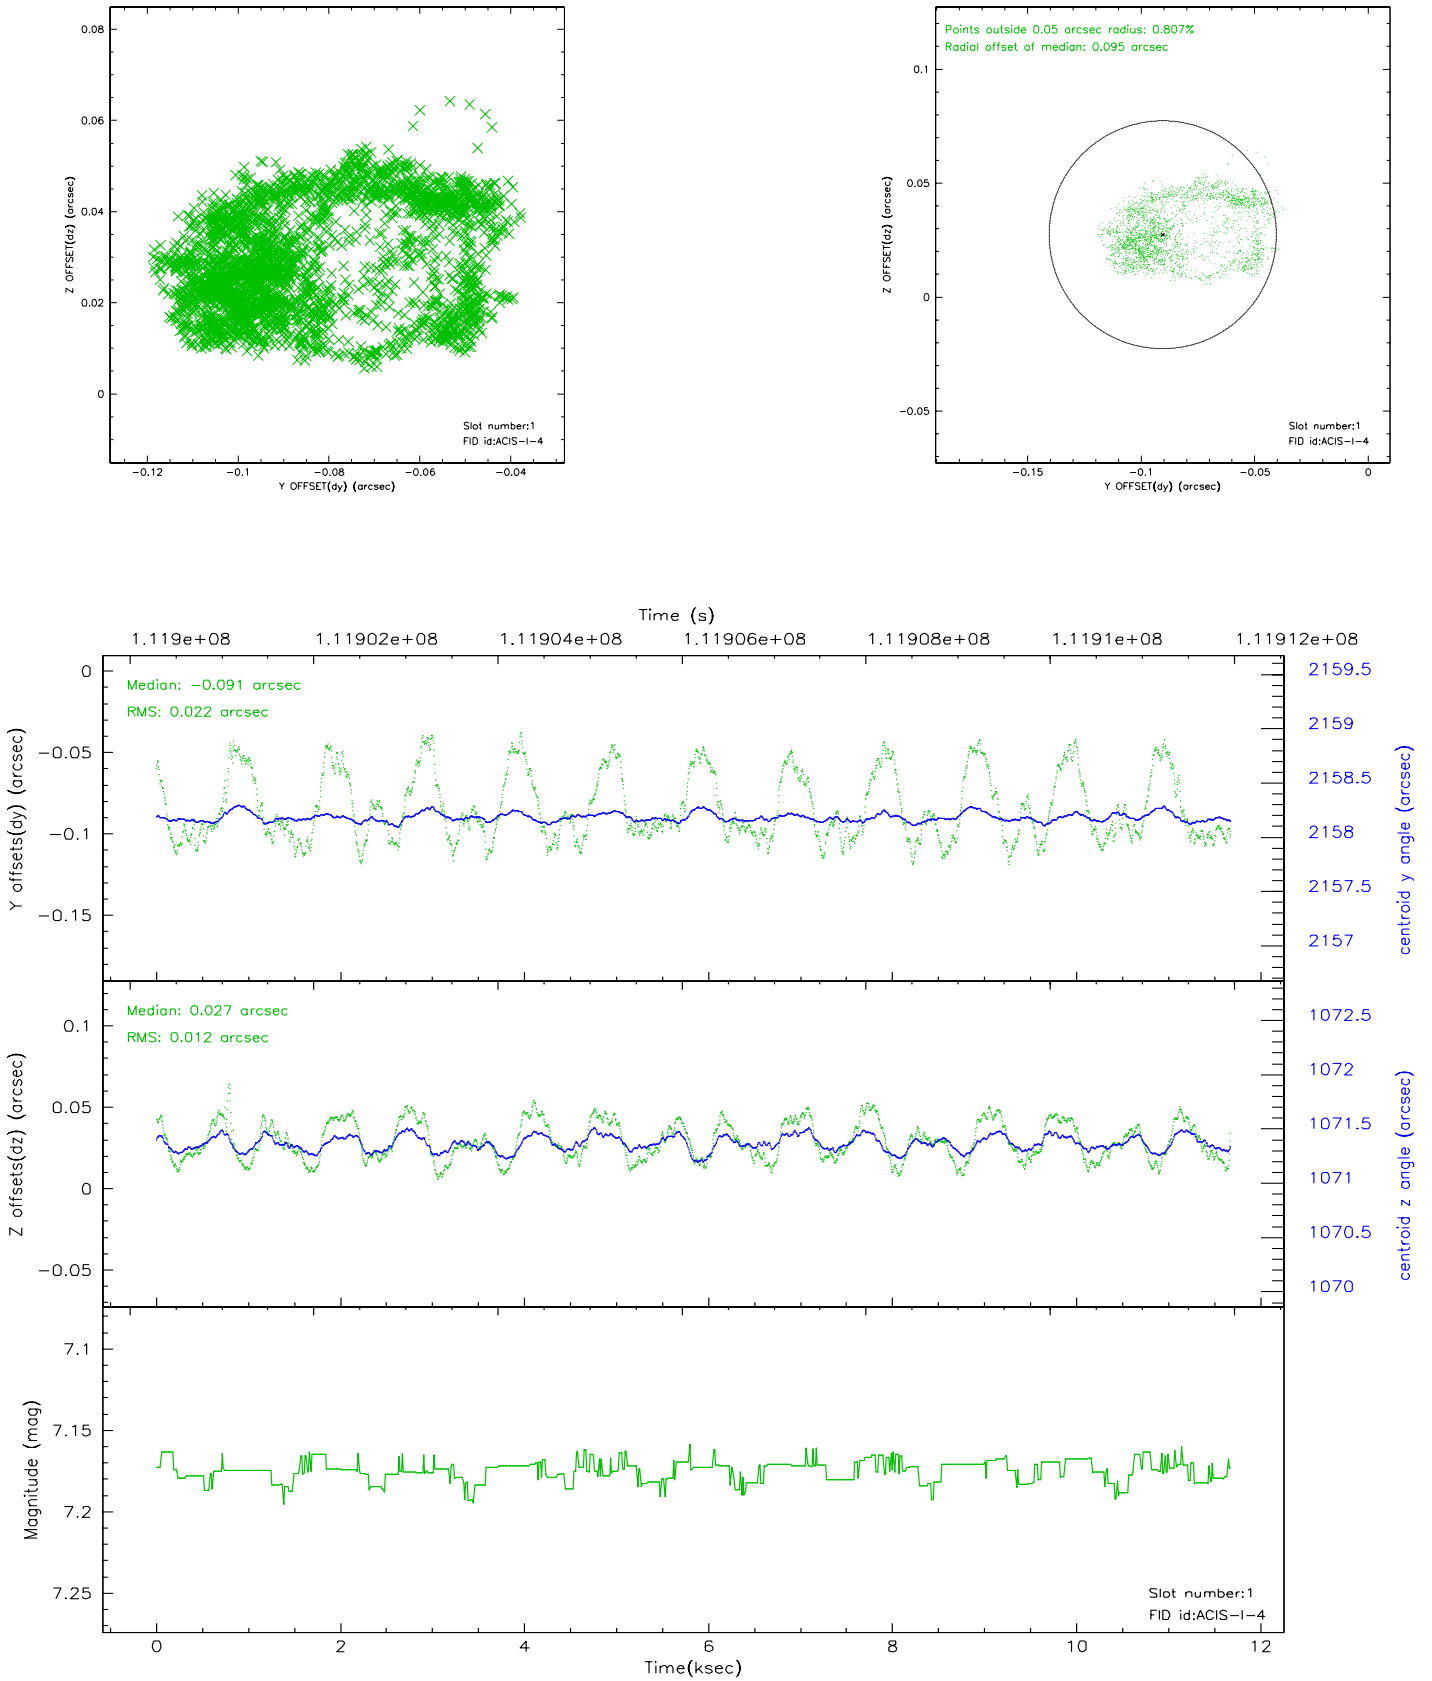 0.08
0.06
0.04
0.02
0
Z OFFSET(dz) (arcsec)
Slot number:1
FID id:ACIS-I-4
-0.12 -0.1 -0.08 -0.06 -0.04
Y OFFSET(dy) (arcsec)
Points outside 0.05 arcsec radius: 0.807%
Radial offset of median: 0.095 arcsec
0.1
0.05
0
-0.05
Z OFFSET(dz) (arcsec)
Slot number:1
FID id:ACIS-I-4
-0.15 -0.1 -0.05 0
Y OFFSET(dy) (arcsec)
Time (s)
1.119e+08 1.11902e+08 1.11904e+08 1.11906e+08 1.11908e+08 1.1191e+08 1.11912e+08
Median: -0.091 arcsec
RMS: 0.022 arcsec
0
-0.05
-0.1
-0.15
Y offsets(dy) (arcsec)
2159.5
2159
2158.5
2158
2157.5
2157
centroid y angle (arcsec)
Median: 0.027 arcsec
RMS: 0.012 arcsec
0.1
0.05
0
-0.05
Z offsets(dz) (arcsec)
1072.5
1072
1071.5
1071
1070.5
1070
centroid z angle (arcsec)
7.1
7.15
7.2
7.25
Magnitude (mag)
Slot number:1
FID id:ACIS-I-4
0 2 4 6 8 10 12
Time(ksec)